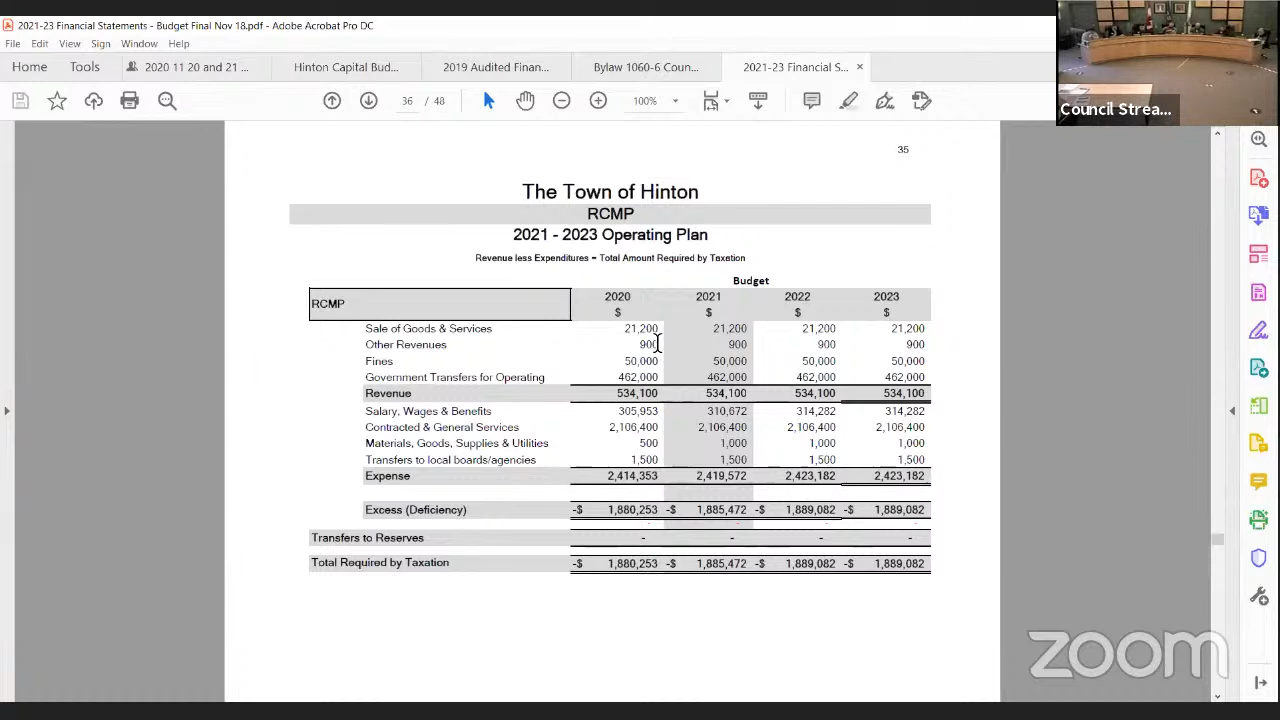 2021-23 Financial Statements - Budget Final Nov 18.pdf - Adobe Acrobat Pro DC
File Edit View Sign Window Help
Home Tools 2020 11 20 and 21 ... Hinton Capital Bud... 2019 Audited Finan... Bylaw 1060-6 Coun... 2021-23 Financial S... ×
36 / 48 100%
Council Strea...
35
The Town of Hinton
RCMP
2021 - 2023 Operating Plan
Revenue less Expenditures = Total Amount Required by Taxation
Budget
RCMP 2020 2021 2022 2023
$ $ $ $
Sale of Goods & Services 21,200 21,200 21,200 21,200
Other Revenues 900 900 900 900
Fines 50,000 50,000 50,000 50,000
Government Transfers for Operating 462,000 462,000 462,000 462,000
Revenue 534,100 534,100 534,100 534,100
Salary, Wages & Benefits 305,953 310,672 314,282 314,282
Contracted & General Services 2,106,400 2,106,400 2,106,400 2,106,400
Materials, Goods, Supplies & Utilities 500 1,000 1,000 1,000
Transfers to local boards/agencies 1,500 1,500 1,500 1,500
Expense 2,414,353 2,419,572 2,423,182 2,423,182
Excess (Deficiency) -$ 1,880,253 -$ 1,885,472 -$ 1,889,082 -$ 1,889,082
- - - -
Transfers to Reserves - - - -
Total Required by Taxation -$ 1,880,253 -$ 1,885,472 -$ 1,889,082 -$ 1,889,082
zoom